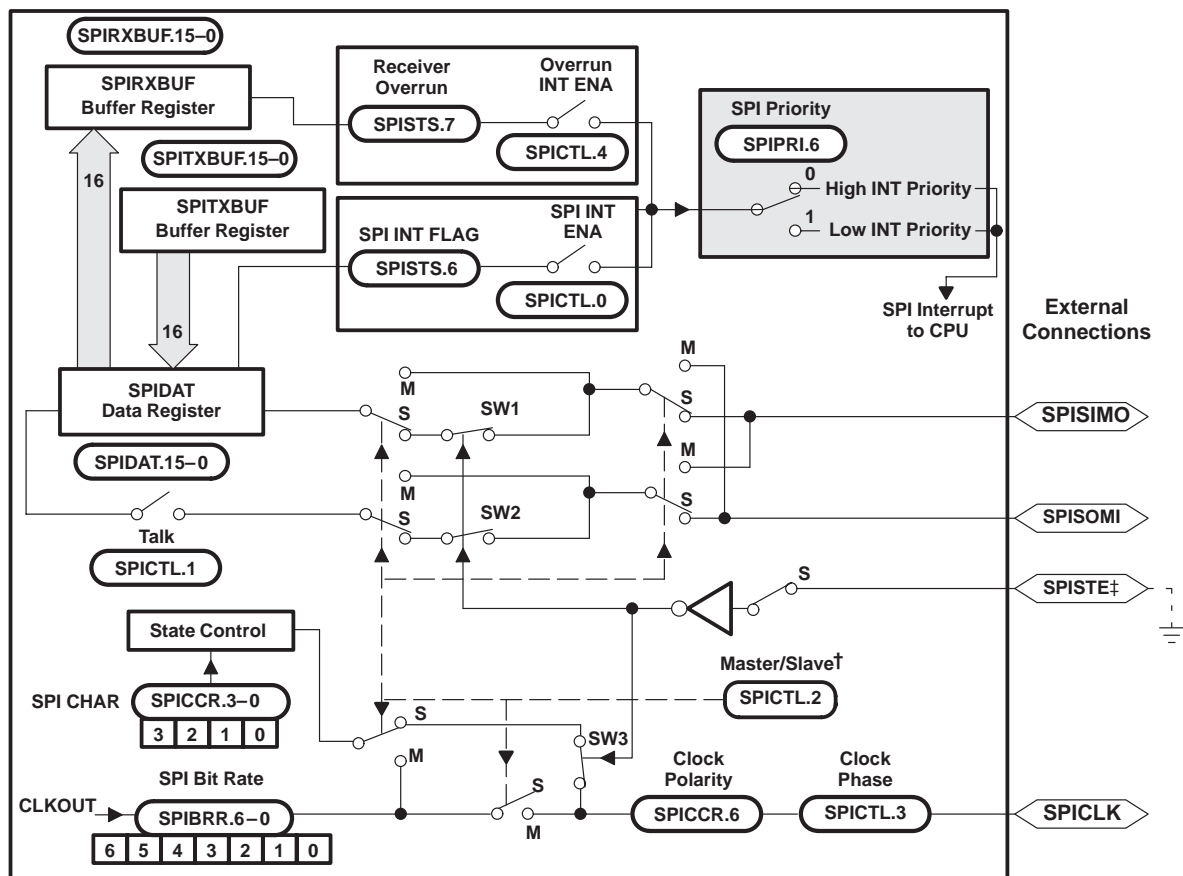 SPIRXBUF.15–0
SPIRXBUF
Buffer Register
16
SPITXBUF.15–0
SPITXBUF
Buffer Register
16
SPIDAT
Data Register
SPIDAT.15–0
Receiver
Overrun
SPISTS.7
Overrun
INT ENA
SPICTL.4
SPI INT FLAG
SPISTS.6
SPI INT
ENA
SPICTL.0
SPI Priority
SPIPRI.6
0
High INT Priority
1
Low INT Priority
SPI Interrupt
to CPU
External
Connections
M
S
SW1
M
S
SPISIMO
M
S
SW2
M
S
SPISOMI
Talk
SPICTL.1
S
SPISTE‡
State Control
Master/Slave†
SPICTL.2
SPI CHAR
SPICCR.3–0
3 2 1 0
S
M
SW3
SPI Bit Rate
CLKOUT
SPIBRR.6–0
6 5 4 3 2 1 0
S
M
Clock
Polarity
SPICCR.6
Clock
Phase
SPICTL.3
SPICLK